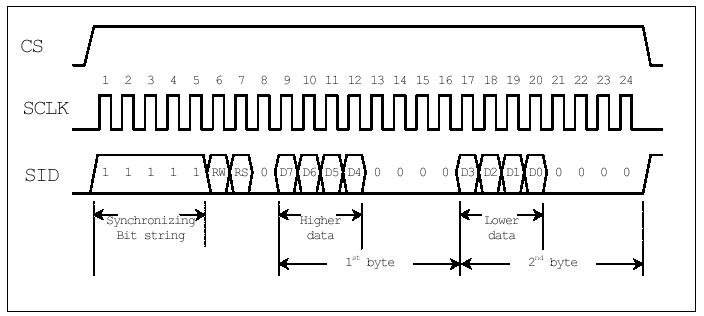 CS
1 2 3 4 5 6 7 8 9 10 11 12 13 14 15 16 17 18 19 20 21 22 23 24
SCLK
SID 1 1 1 1 1 RW RS 0 D7 D6 D5 D4 0 0 0 0 D3 D2 D1 D0 0 0 0 0
Synchronizing
Bit string
Higher
data
Lower
data
1st byte
2nd byte